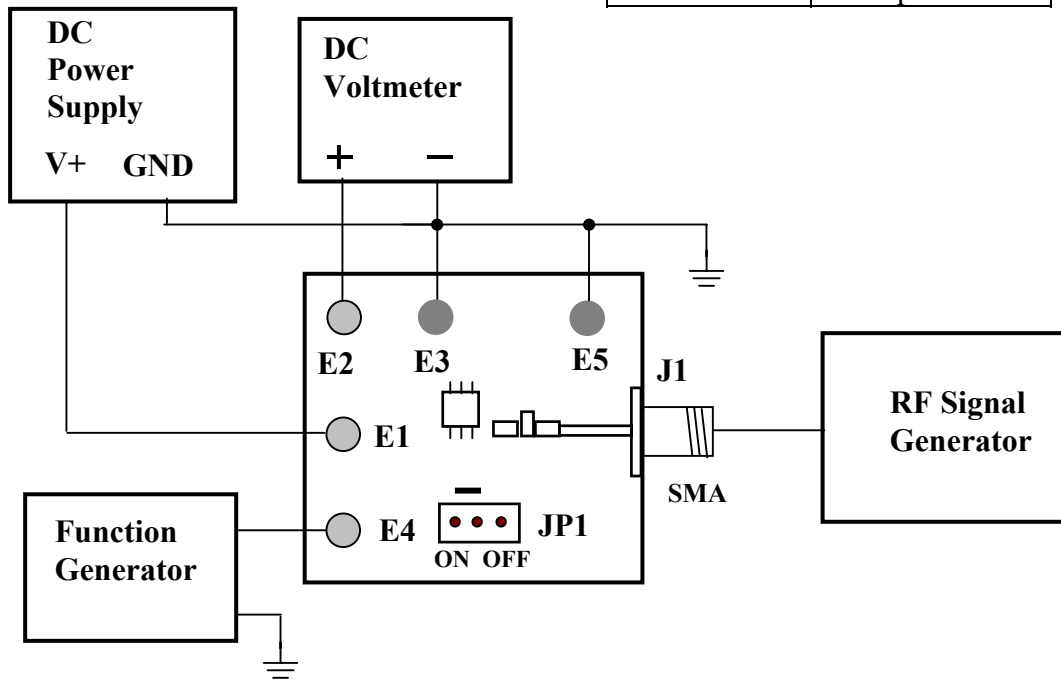 DC
Power
Supply
V+ GND
DC
Voltmeter
+ −
E2 E3 E5
J1
E1
RF Signal
Generator
SMA
Function
Generator
E4
JP1
ON OFF